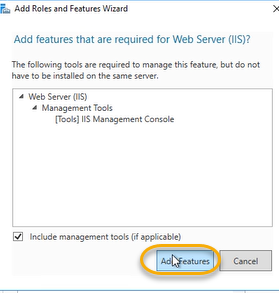 Add Roles and Features Wizard
Add features that are required for Web Server (IIS)?
The following tools are required to manage this feature, but do not
have to be installed on the same server.
Web Server (IIS)
Management Tools
[Tools] IIS Management Console
Include management tools (if applicable)
Add Features
Cancel